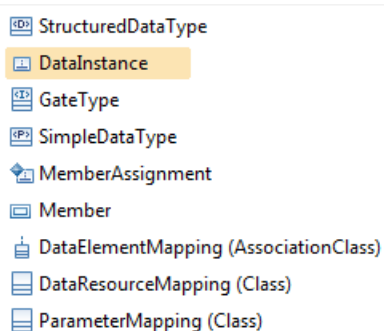 StructuredDataType
DataInstance
GateType
SimpleDataType
MemberAssignment
Member
DataElementMapping (AssociationClass)
DataResourceMapping (Class)
ParameterMapping (Class)